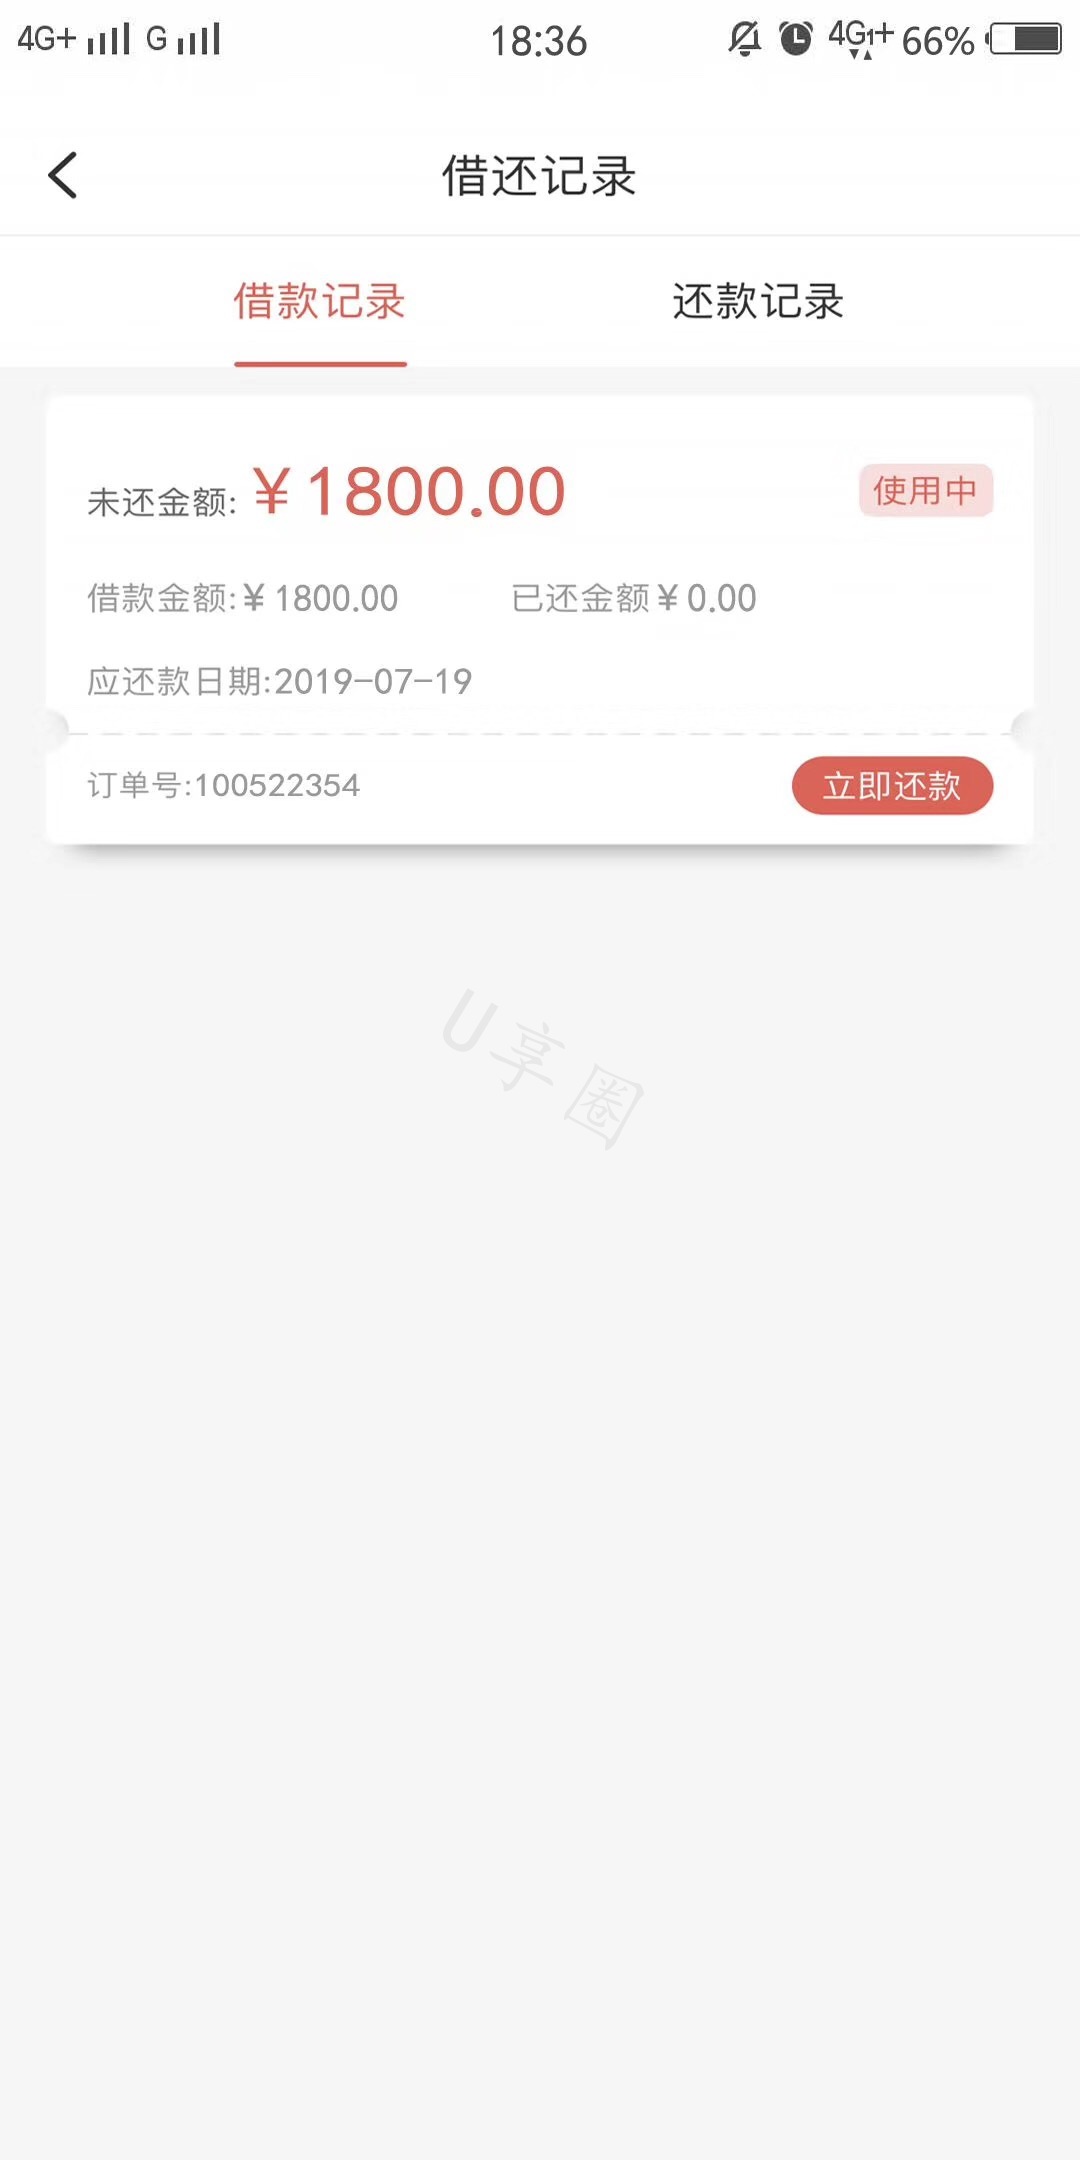 4G+ G 18:36 4G1+ 66%
借还记录
借款记录 还款记录
未还金额: ¥1800.00 使用中
借款金额:¥1800.00 已还金额¥0.00
应还款日期:2019-07-19
订单号:100522354 立即还款
U享圈